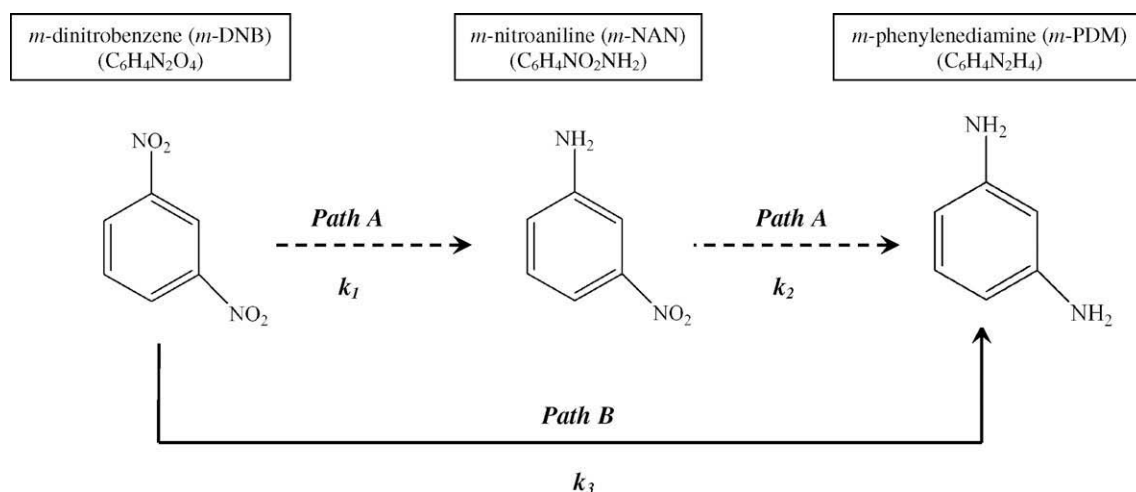 m-dinitrobenzene (m-DNB)
(C₆H₄N₂O₄)
m-nitroaniline (m-NAN)
(C₆H₄NO₂NH₂)
m-phenylenediamine (m-PDM)
(C₆H₄N₂H₄)
NO₂
NO₂
Path A
k₁
NH₂
NO₂
Path A
k₂
NH₂
NH₂
Path B
k₃